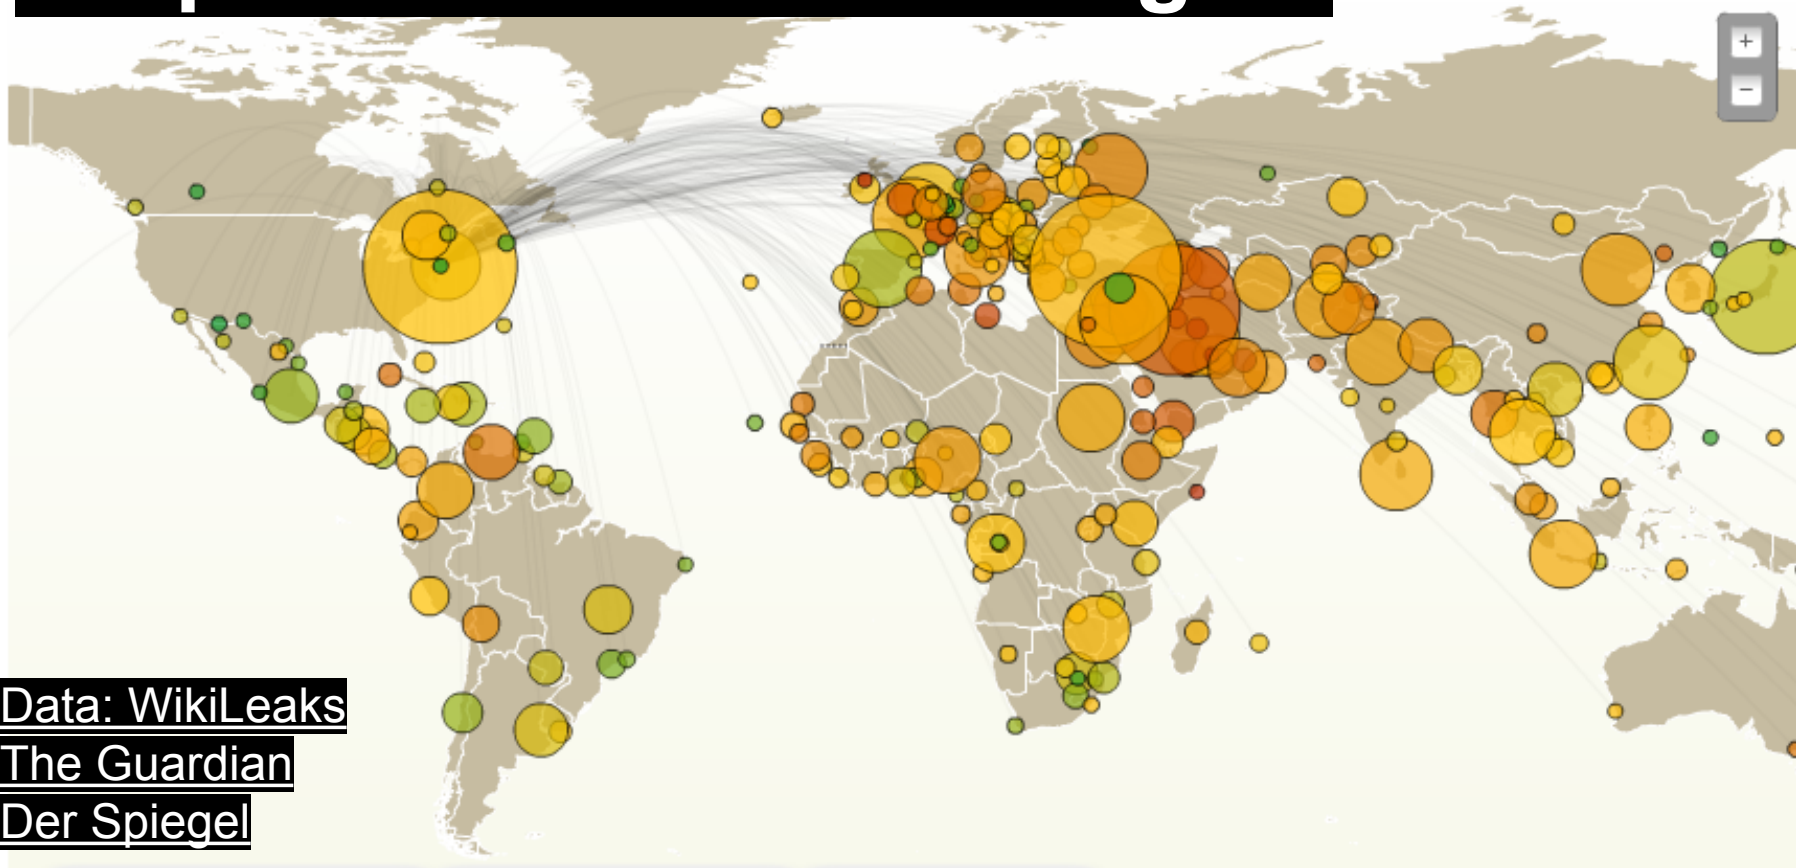 +
−
Data: WikiLeaks
The Guardian
Der Spiegel